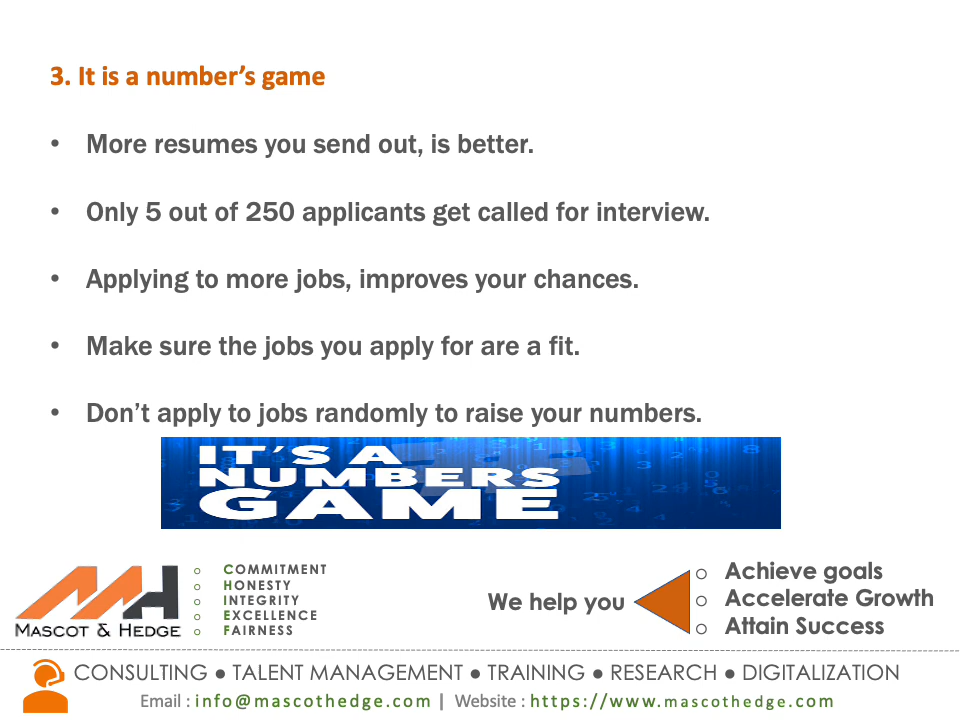 3. It is a number’s game
• More resumes you send out, is better.
• Only 5 out of 250 applicants get called for interview.
• Applying to more jobs, improves your chances.
• Make sure the jobs you apply for are a fit.
• Don’t apply to jobs randomly to raise your numbers.
IT'S A
NUMBERS
GAME
MASCOT & HEDGE
o COMMITMENT
o HONESTY
o INTEGRITY
o EXCELLENCE
o FAIRNESS
We help you
o Achieve goals
o Accelerate Growth
o Attain Success
CONSULTING ● TALENT MANAGEMENT ● TRAINING ● RESEARCH ● DIGITALIZATION
Email : info@mascothedge.com | Website : https://www.mascothedge.com